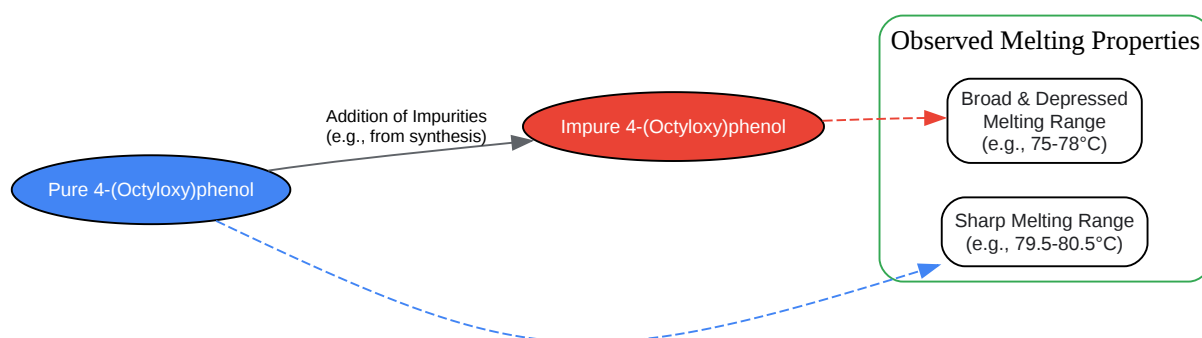 Observed Melting Properties
Addition of Impurities
(e.g., from synthesis)
Impure 4-(Octyloxy)phenol
Broad & Depressed
Melting Range
(e.g., 75-78°C)
Pure 4-(Octyloxy)phenol
Sharp Melting Range
(e.g., 79.5-80.5°C)